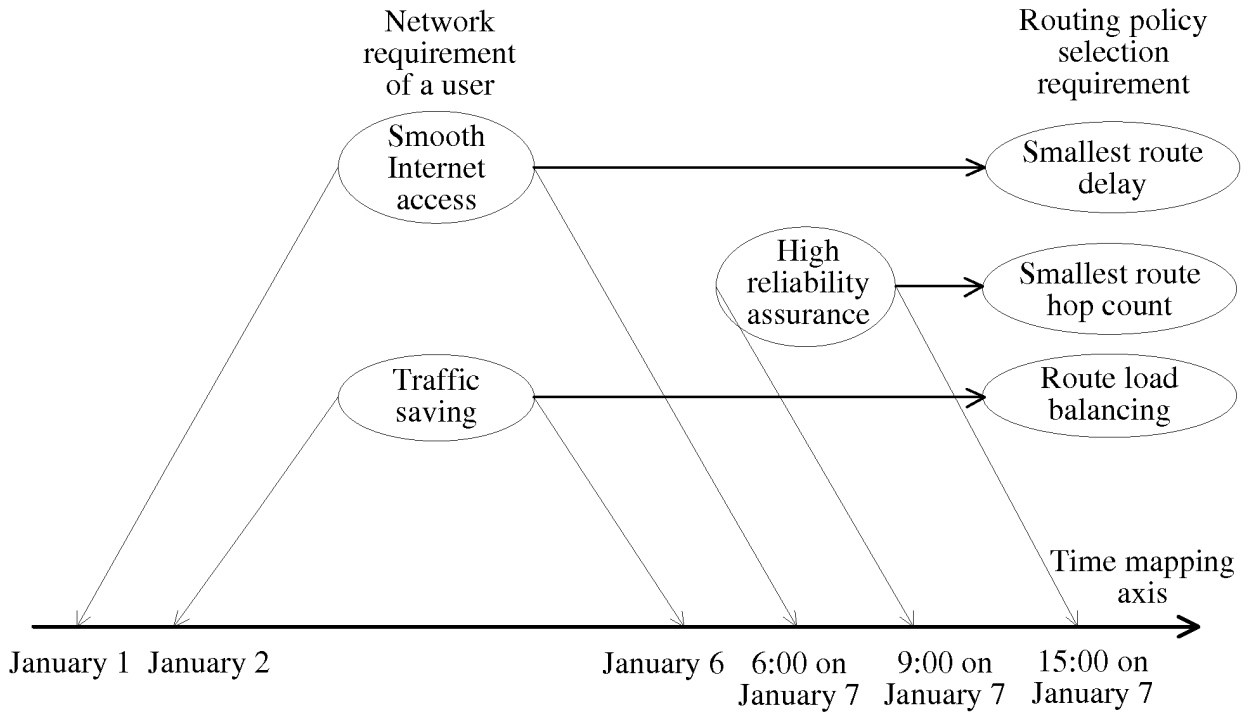 Network
requirement
of a user
Routing policy
selection
requirement
Smooth
Internet
access
Smallest route
delay
High
reliability
assurance
Smallest route
hop count
Traffic
saving
Route load
balancing
Time mapping
axis
January 1
January 2
January 6
6:00 on
January 7
9:00 on
January 7
15:00 on
January 7